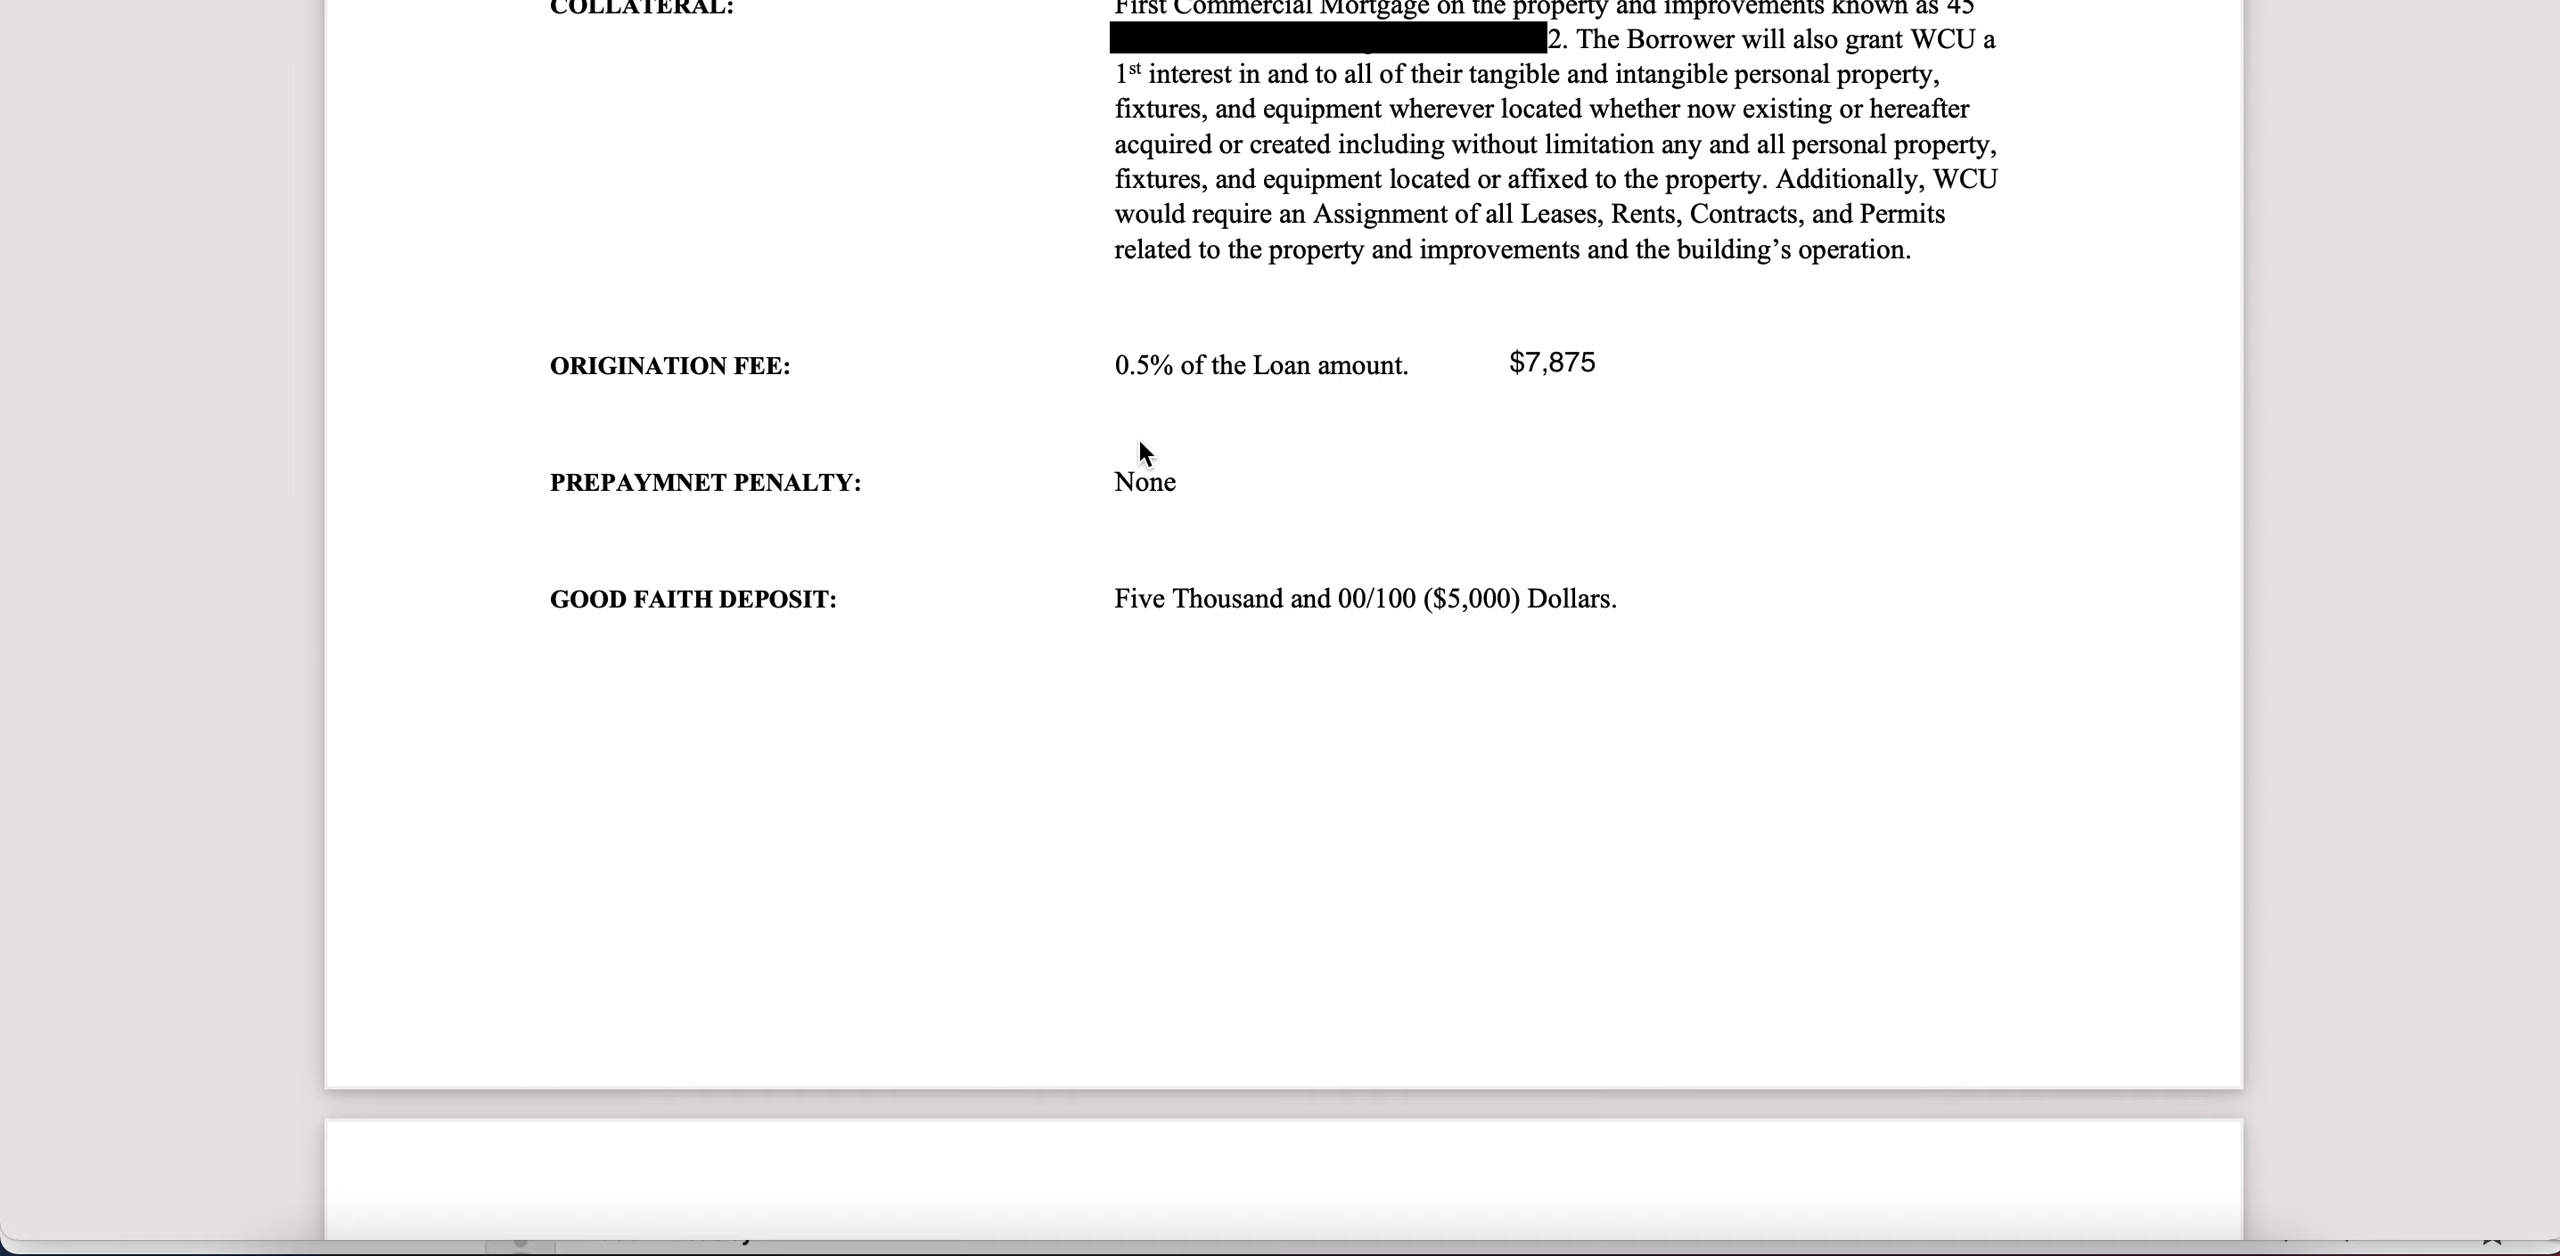 COLLATERAL: First Commercial Mortgage on the property and improvements known as 45
2. The Borrower will also grant WCU a
1st interest in and to all of their tangible and intangible personal property,
fixtures, and equipment wherever located whether now existing or hereafter
acquired or created including without limitation any and all personal property,
fixtures, and equipment located or affixed to the property. Additionally, WCU
would require an Assignment of all Leases, Rents, Contracts, and Permits
related to the property and improvements and the building’s operation.
ORIGINATION FEE: 0.5% of the Loan amount. $7,875
PREPAYMNET PENALTY: None
GOOD FAITH DEPOSIT: Five Thousand and 00/100 ($5,000) Dollars.